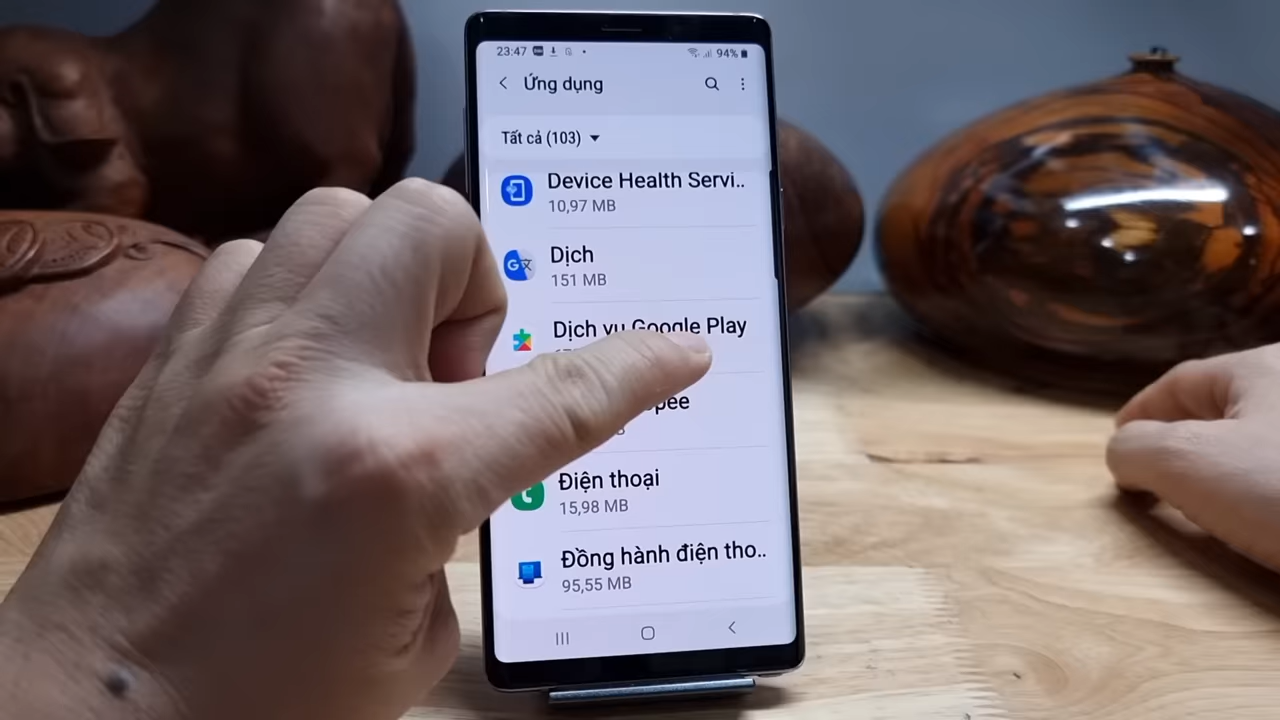 23:47 94%
Ứng dụng
Tất cả (103)
Device Health Servi..
10,97 MB
Dịch
151 MB
Dịch vụ Google Play
Điện thoại
15,98 MB
Đồng hành điện tho..
95,55 MB